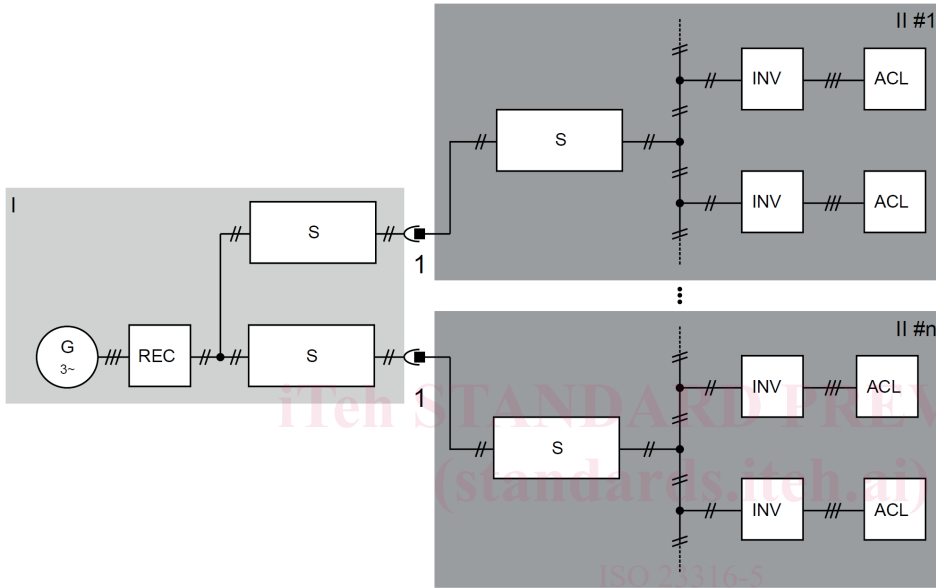 II #1
INV
ACL
S
INV
ACL
I
S
1
G
3~
REC
S
1
II #n
INV
ACL
S
INV
ACL
iTeh STANDARD PREV
(standards.iteh.ai)
ISO 23316-5